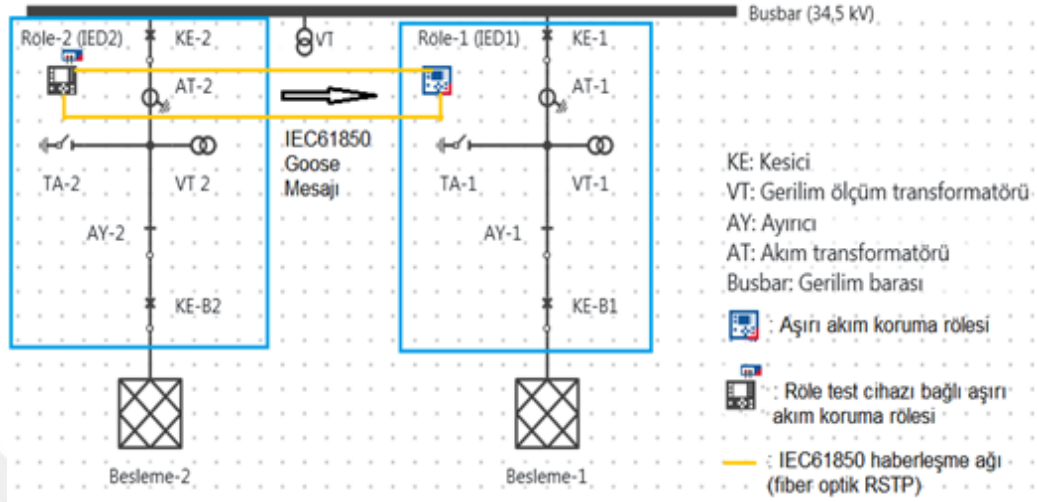 Busbar (34,5 kV)
Röle-2 (IED2)
KE-2
VT
Röle-1 (IED1)
KE-1
AT-2
AT-1
IEC61850
Goose
Mesajı
TA-2
VT 2
TA-1
VT-1
AY-2
AY-1
KE-B2
KE-B1
Besleme-2
Besleme-1
KE: Kesici
VT: Gerilim ölçüm transformatörü
AY: Ayırıcı
AT: Akım transformatörü
Busbar: Gerilim barası
: Aşırı akım koruma rölesi
: Röle test cihazı bağlı aşırı
akım koruma rölesi
: IEC61850 haberleşme ağı
(fiber optik RSTP)